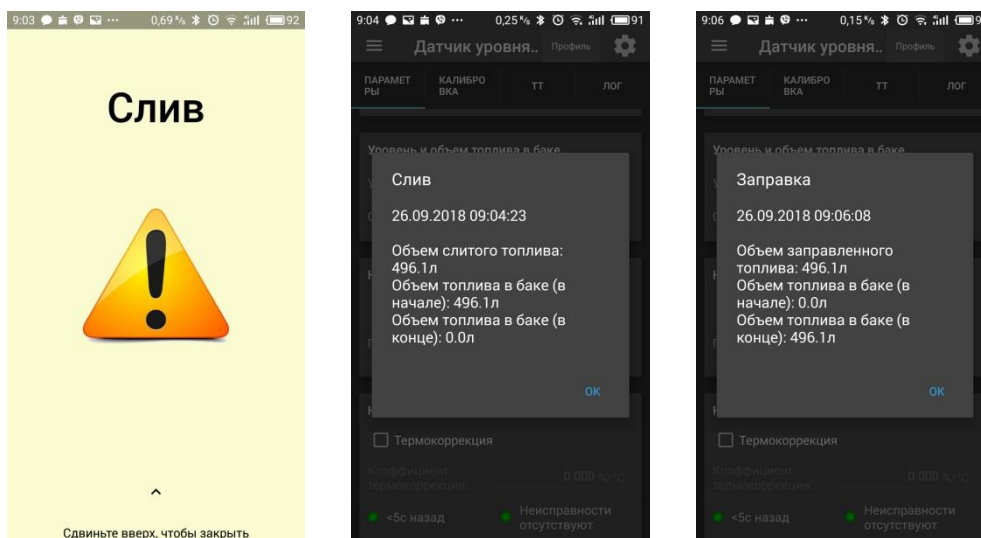 9:03 ... 0,69 ᴷ/s 92
Слив
Сдвиньте вверх, чтобы закрыть
9:04 ... 0,25 ᴷ/s 91
Датчик уровня.. Профиль
ПАРАМЕТ
РЫ
КАЛИБРО
ВКА
ТТ
ЛОГ
Уровень и объем топлива в баке
Слив
26.09.2018 09:04:23
Объем слитого топлива:
496.1л
Объем топлива в баке (в
начале): 496.1л
Объем топлива в баке (в
конце): 0.0л
ОК
Термокоррекция
Коэффициент
термокоррекции:
0.000 %/°C
<5с назад
Неисправности
отсутствуют
9:06 ... 0,15 ᴷ/s
Датчик уровня.. Профиль
ПАРАМЕТ
РЫ
КАЛИБРО
ВКА
ТТ
ЛОГ
Уровень и объем топлива в баке
Заправка
26.09.2018 09:06:08
Объем заправленного
топлива: 496.1л
Объем топлива в баке (в
начале): 0.0л
Объем топлива в баке (в
конце): 496.1л
ОК
Термокоррекция
Коэффициент
термокоррекции:
0.000 %/°C
<5с назад
Неисправности
отсутствуют